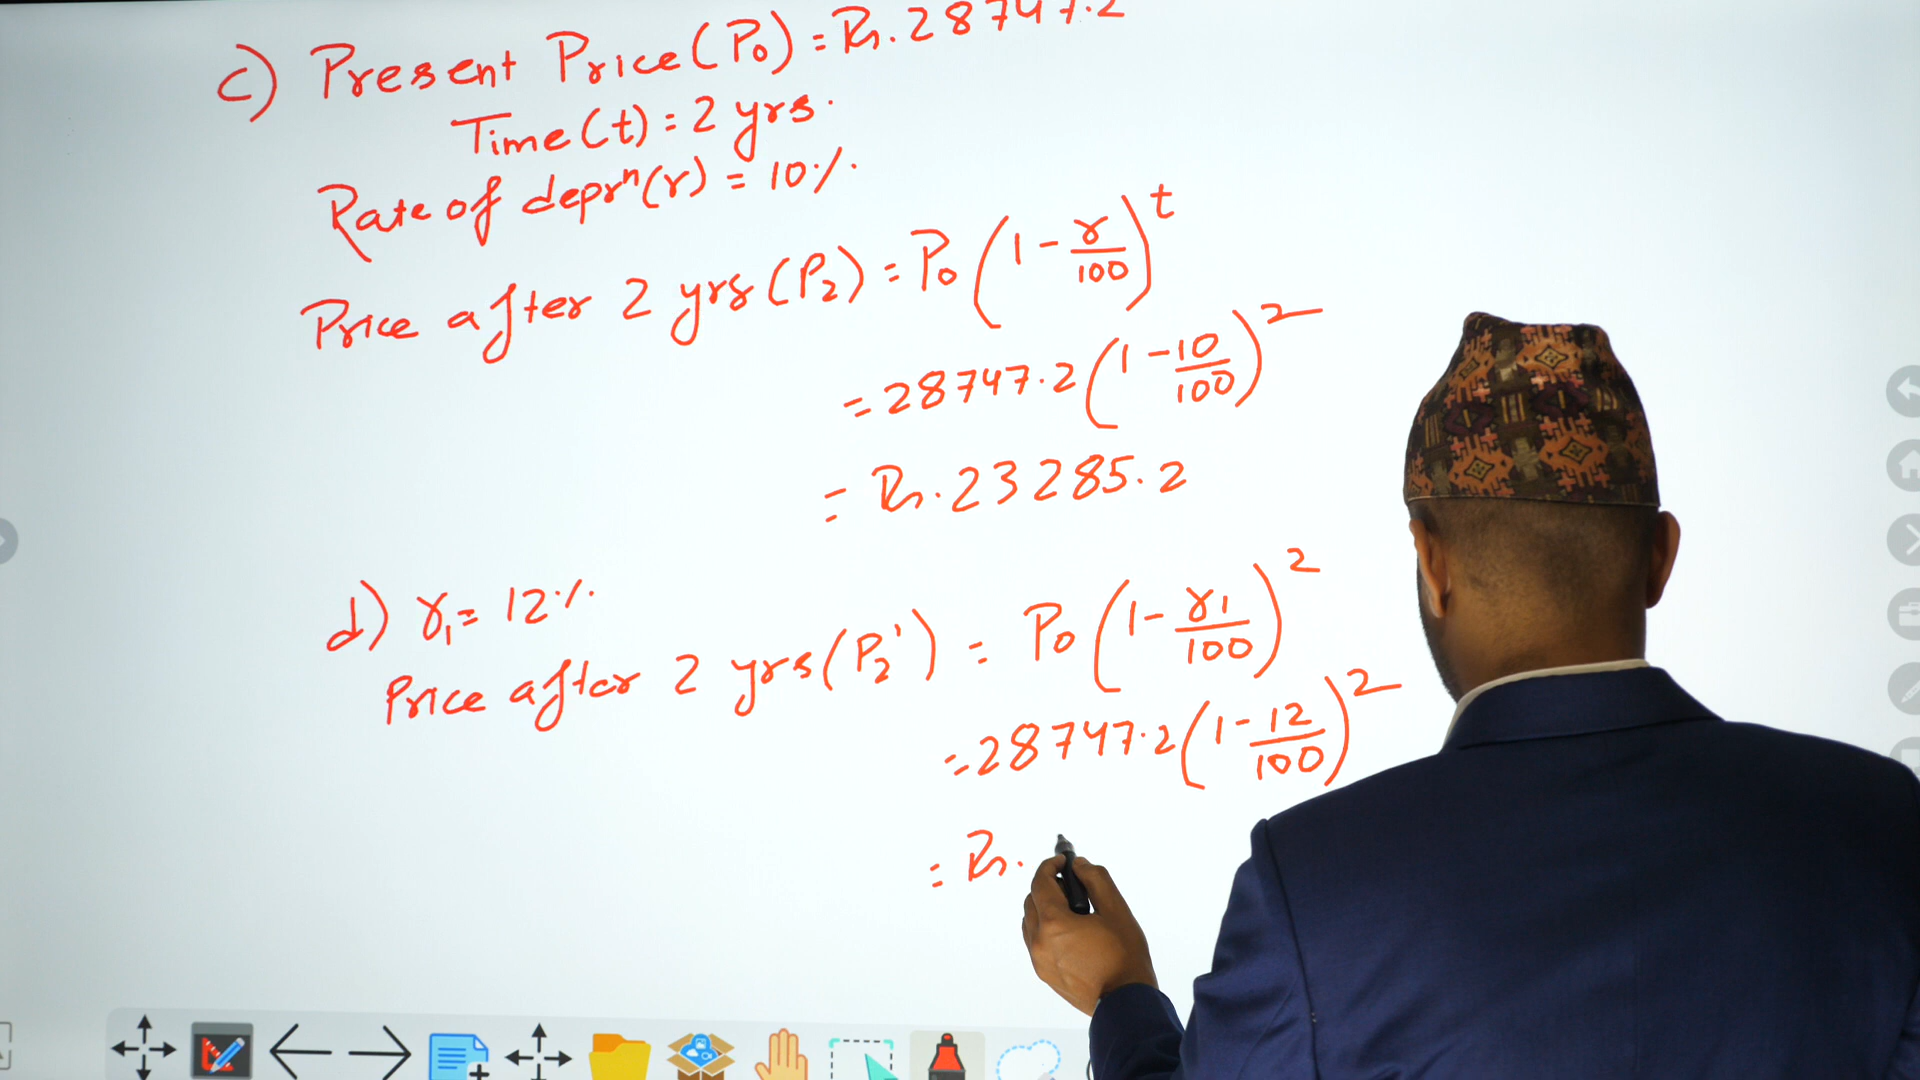 c) Present Price (P₀) = Rs. 28747.2
Time (t) = 2 yrs.
Rate of deprⁿ (r) = 10%.
Price after 2 yrs (P₂) = P₀ (1 - r/100)^t
= 28747.2 (1 - 10/100)^2
= Rs. 23285.2
d) r₁ = 12%.
Price after 2 yrs (P₂') = P₀ (1 - r₁/100)^2
= 28747.2 (1 - 12/100)^2
= Rs.